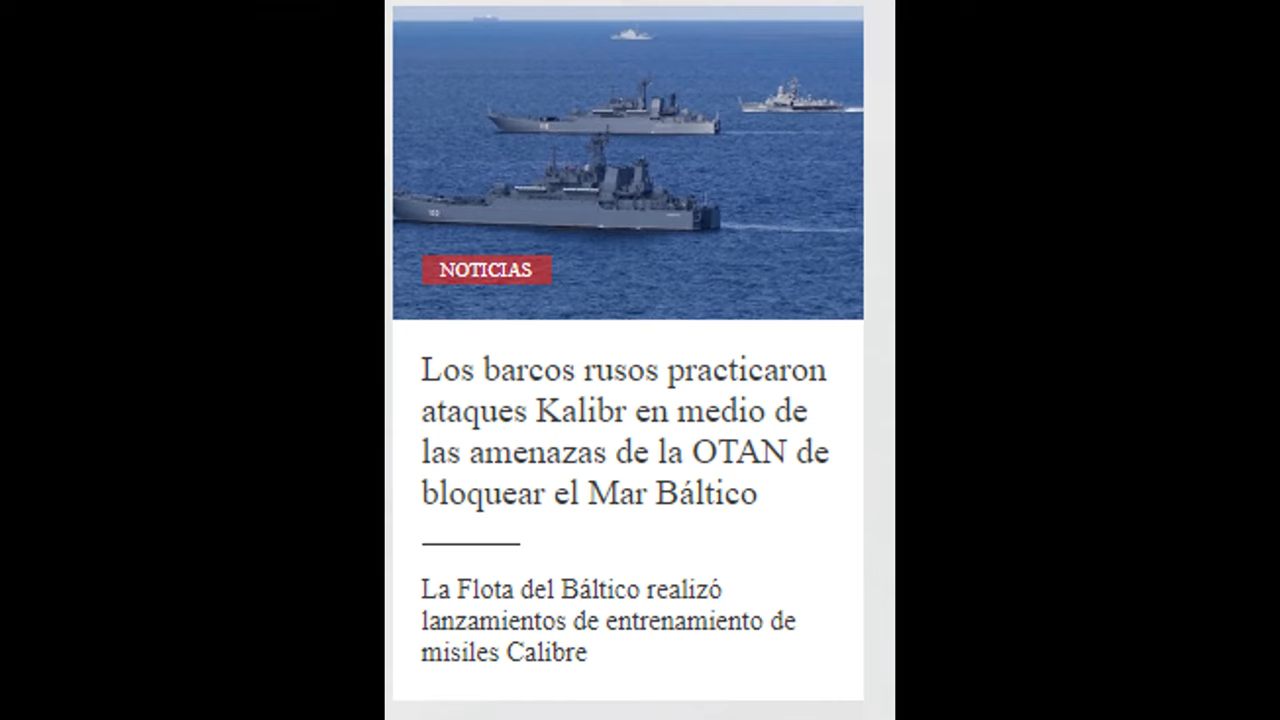 NOTICIAS
Los barcos rusos practicaron
ataques Kalibr en medio de
las amenazas de la OTAN de
bloquear el Mar Báltico
La Flota del Báltico realizó
lanzamientos de entrenamiento de
misiles Calibre